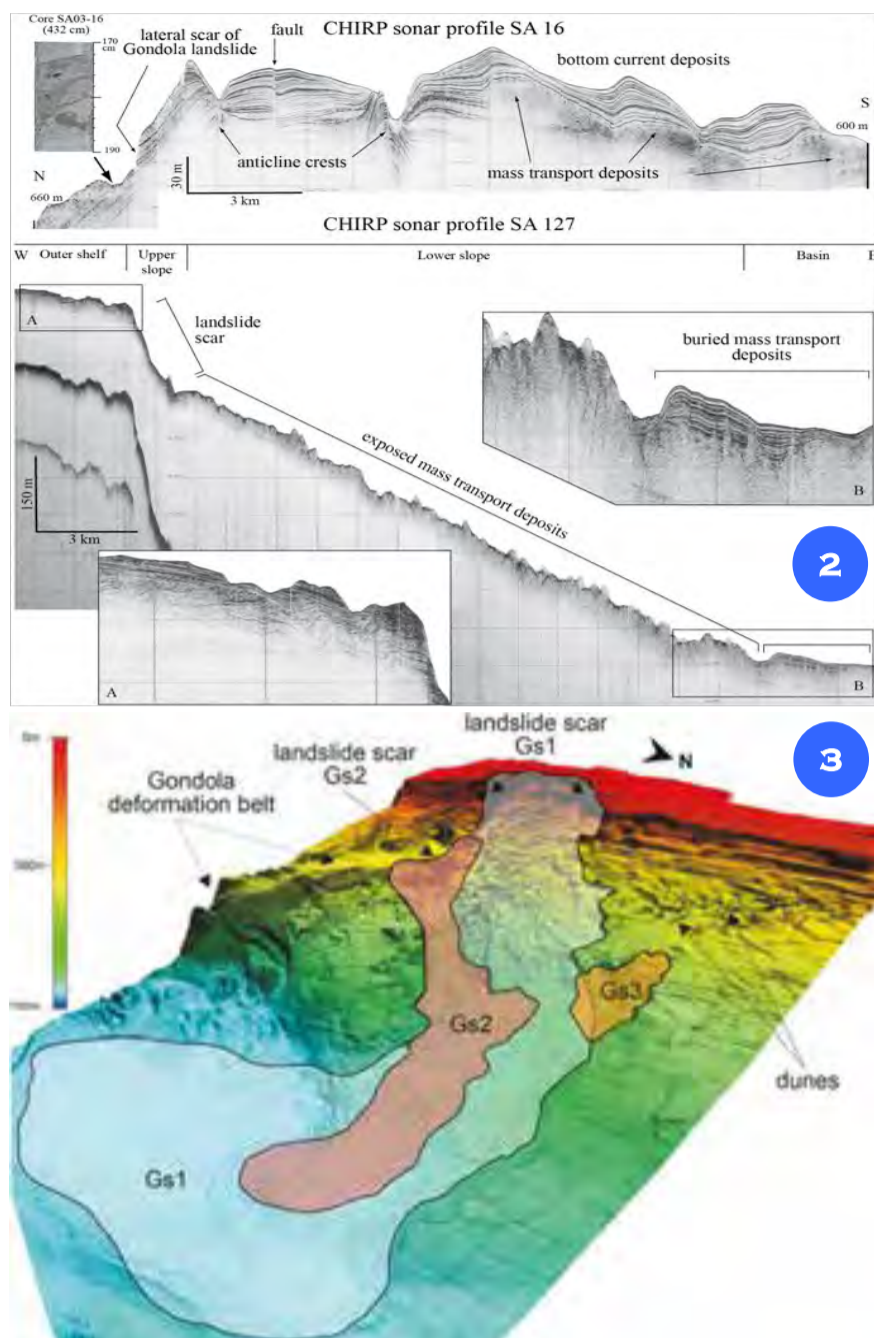 Core SA03-16
(432 cm)
170
cm
190
lateral scar of
Gondola landslide
fault
CHIRP sonar profile SA 16
bottom current deposits
S
600 m
anticline crests
mass transport deposits
N
660 m
30 m
3 km
CHIRP sonar profile SA 127
W
Outer shelf
Upper
slope
Lower slope
Basin
A
landslide
scar
buried mass transport
deposits
exposed mass transport deposits
B
150 m
3 km
2
A
B
landslide scar
Gs1
3
landslide scar
Gs2
N
Gondola
deformation belt
Gs3
Gs2
dunes
Gs1